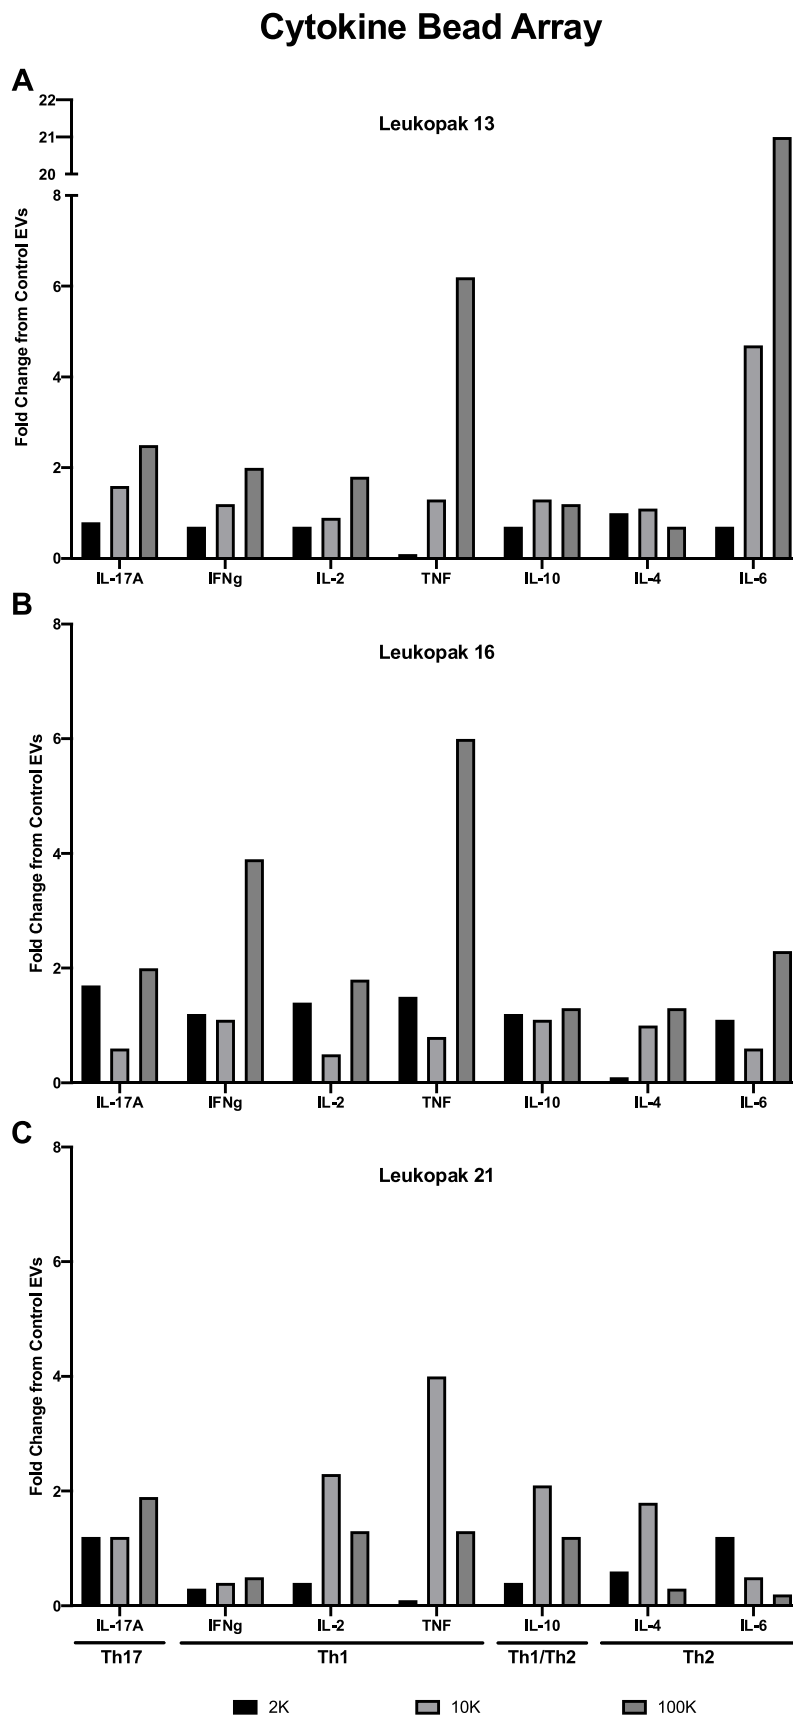 Cytokine Bead Array
A
Leukopak 13
22
21
20
8
6
4
2
0
Fold Change from Control EVs
IL-17A IFNg IL-2 TNF IL-10 IL-4 IL-6
B
Leukopak 16
8
6
4
2
0
Fold Change from Control EVs
IL-17A IFNg IL-2 TNF IL-10 IL-4 IL-6
C
Leukopak 21
8
6
4
2
0
Fold Change from Control EVs
IL-17A IFNg IL-2 TNF IL-10 IL-4 IL-6
Th17 Th1 Th1/Th2 Th2
2K 10K 100K